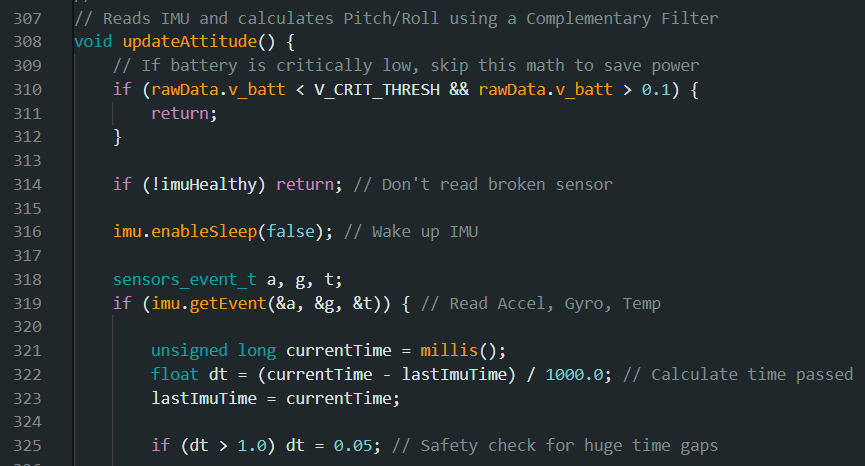 307 // Reads IMU and calculates Pitch/Roll using a Complementary Filter
308 void updateAttitude() {
309     // If battery is critically low, skip this math to save power
310     if (rawData.v_batt < V_CRIT_THRESH && rawData.v_batt > 0.1) {
311         return;
312     }
313
314     if (!imuHealthy) return; // Don't read broken sensor
315
316     imu.enableSleep(false); // Wake up IMU
317
318     sensors_event_t a, g, t;
319     if (imu.getEvent(&a, &g, &t)) { // Read Accel, Gyro, Temp
320
321         unsigned long currentTime = millis();
322         float dt = (currentTime - lastImuTime) / 1000.0; // Calculate time passed
323         lastImuTime = currentTime;
324
325         if (dt > 1.0) dt = 0.05; // Safety check for huge time gaps